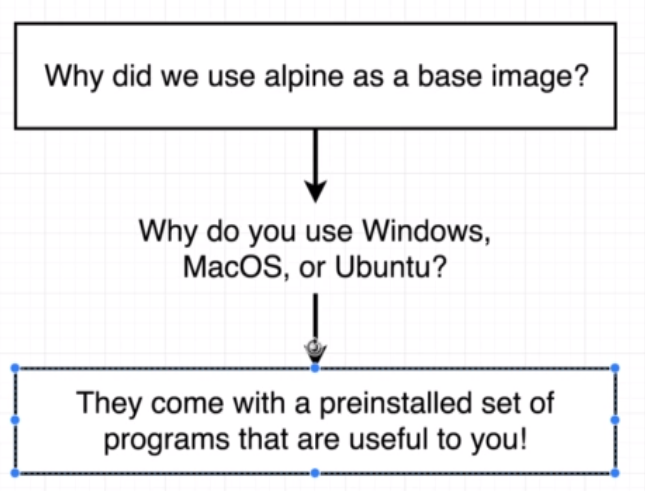 Why did we use alpine as a base image?
Why do you use Windows,
MacOS, or Ubuntu?
They come with a preinstalled set of
programs that are useful to you!